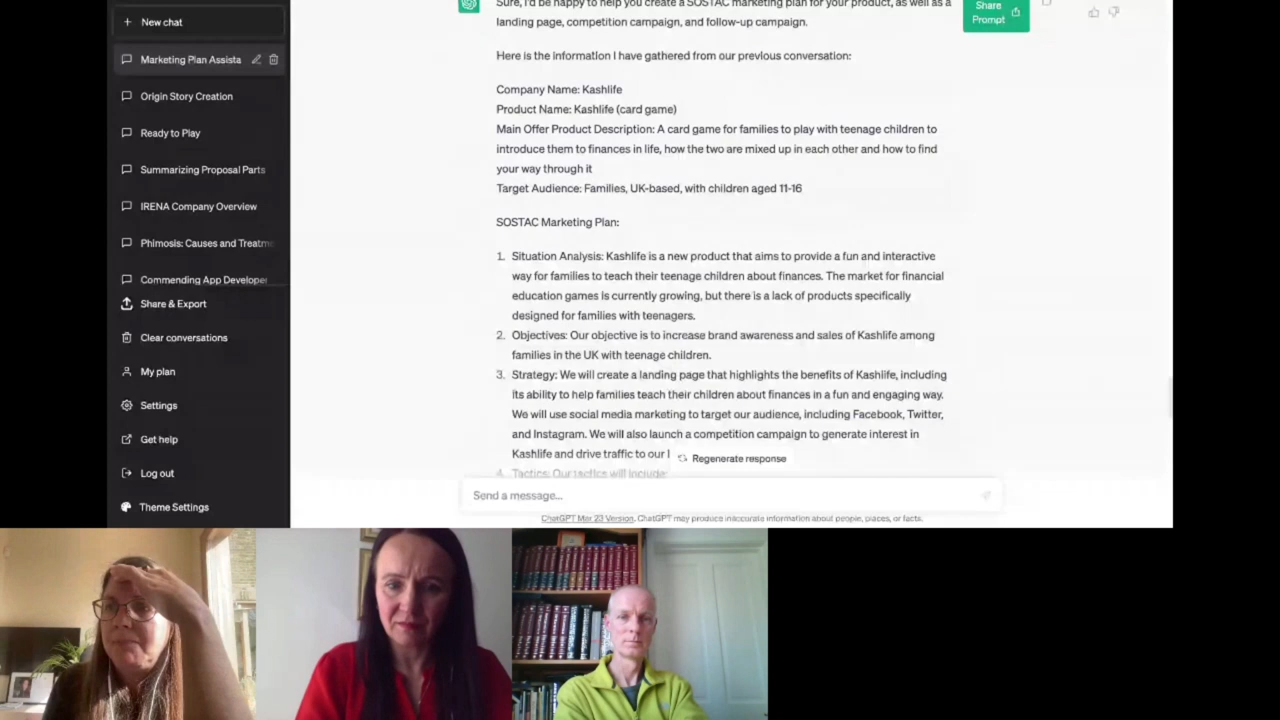 New chat
Marketing Plan Assista
Origin Story Creation
Ready to Play
Summarizing Proposal Parts
IRENA Company Overview
Phimosis: Causes and Treatme
Commending App Developer
Share & Export
Clear conversations
My plan
Settings
Get help
Log out
Theme Settings
Sure, I'd be happy to help you create a SOSTAC marketing plan for your product, as well as a
landing page, competition campaign, and follow-up campaign.
Share
Prompt
Here is the information I have gathered from our previous conversation:
Company Name: Kashlife
Product Name: Kashlife (card game)
Main Offer Product Description: A card game for families to play with teenage children to
introduce them to finances in life, how the two are mixed up in each other and how to find
your way through it
Target Audience: Families, UK-based, with children aged 11-16
SOSTAC Marketing Plan:
1. Situation Analysis: Kashlife is a new product that aims to provide a fun and interactive
way for families to teach their teenage children about finances. The market for financial
education games is currently growing, but there is a lack of products specifically
designed for families with teenagers.
2. Objectives: Our objective is to increase brand awareness and sales of Kashlife among
families in the UK with teenage children.
3. Strategy: We will create a landing page that highlights the benefits of Kashlife, including
its ability to help families teach their children about finances in a fun and engaging way.
We will use social media marketing to target our audience, including Facebook, Twitter,
and Instagram. We will also launch a competition campaign to generate interest in
Kashlife and drive traffic to our l
Regenerate response
4. Tactics: Our tactics will include:
Send a message...
ChatGPT Mar 23 Version. ChatGPT may produce inaccurate information about people, places, or facts.